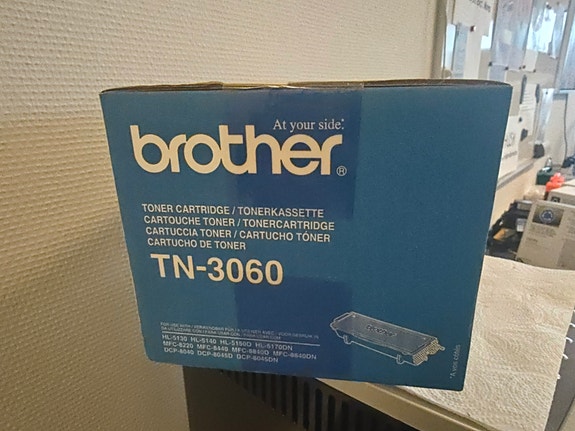 At your side.
brother®
TONER CARTRIDGE / TONERKASSETTE
CARTOUCHE TONER / TONERCARTRIDGE
CARTUCCIA TONER / CARTUCHO TÓNER
CARTUCHO DE TONER
TN-3060
HL-5130 HL-5140 HL-5150D HL-5170DN
MFC-8220 MFC-8440 MFC-8840D MFC-8840DN
DCP-8040 DCP-8045D DCP-8045DN